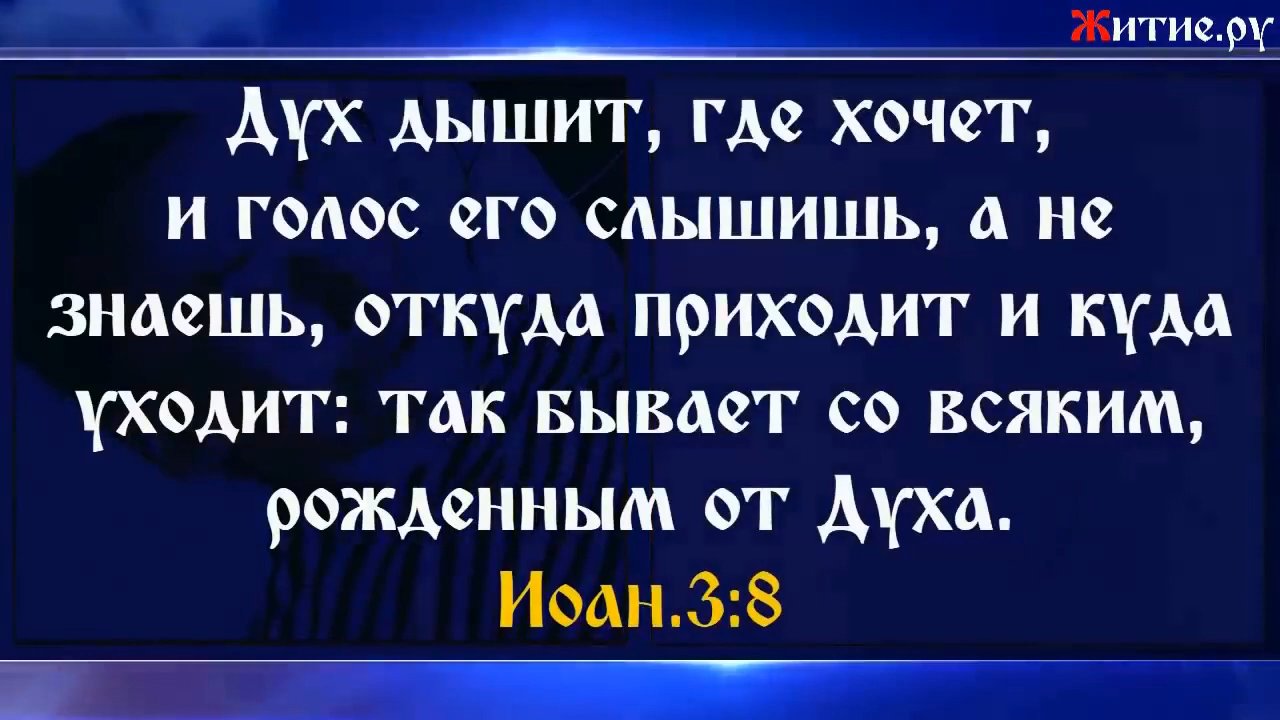 Житие.ру
Дух дышит, где хочет,
и голос его слышишь, а не
знаешь, откуда приходит и куда
уходит: так бывает со всяким,
рожденным от Духа.
Иоан.3:8